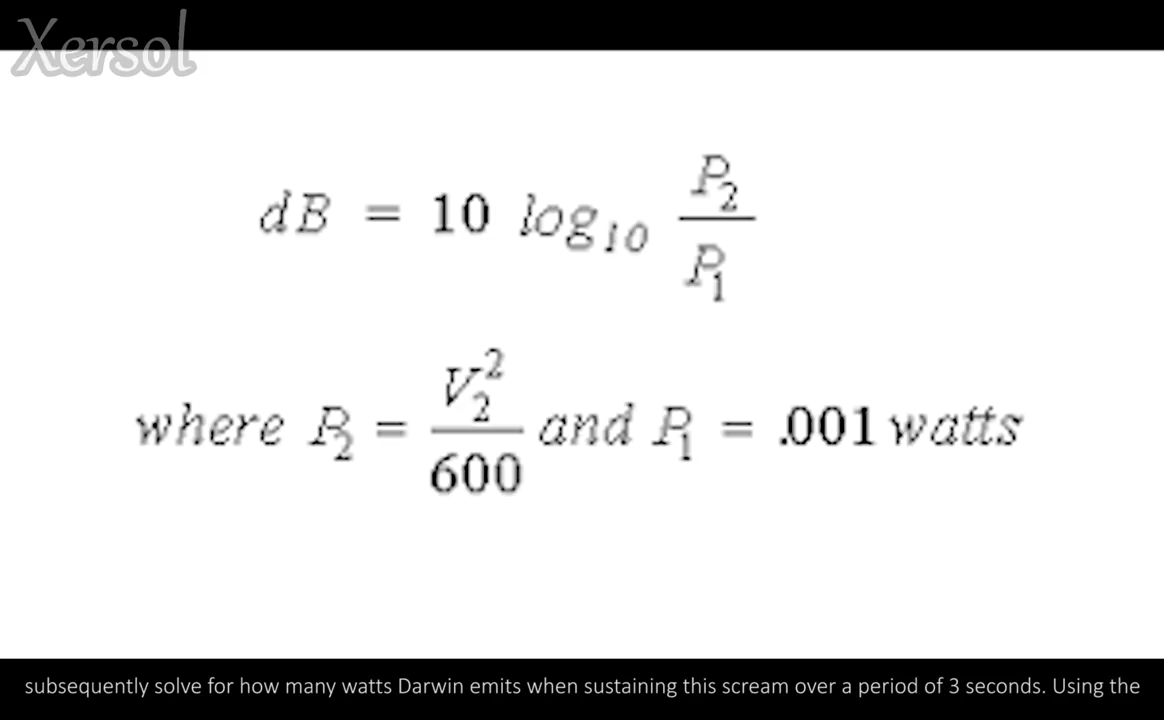 Xersol
dB = 10 log₁₀ P₂/P₁
where P₂ = V₂²/600 and P₁ = .001 watts
subsequently solve for how many watts Darwin emits when sustaining this scream over a period of 3 seconds. Using the